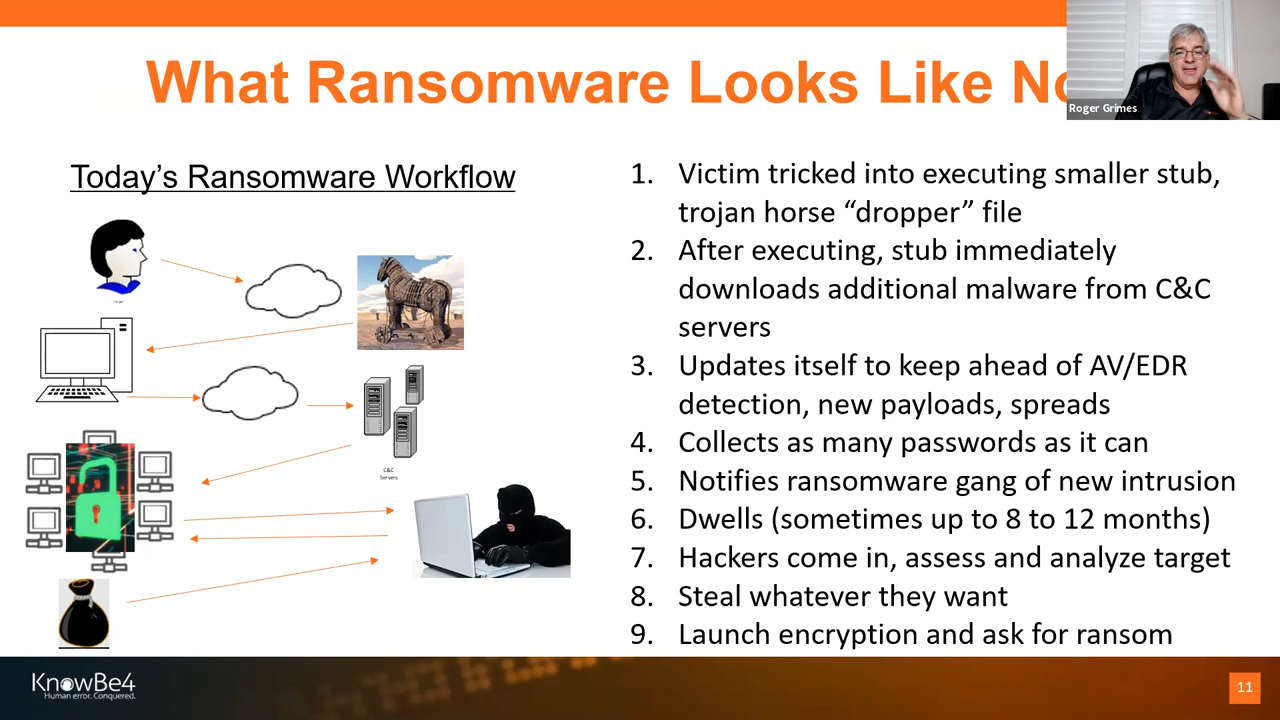 What Ransomware Looks Like No
Roger Grimes
Today’s Ransomware Workflow
C&C
Servers
1. Victim tricked into executing smaller stub,
trojan horse “dropper” file
2. After executing, stub immediately
downloads additional malware from C&C
servers
3. Updates itself to keep ahead of AV/EDR
detection, new payloads, spreads
4. Collects as many passwords as it can
5. Notifies ransomware gang of new intrusion
6. Dwells (sometimes up to 8 to 12 months)
7. Hackers come in, assess and analyze target
8. Steal whatever they want
9. Launch encryption and ask for ransom
KnowBe4
Human error. Conquered.
11